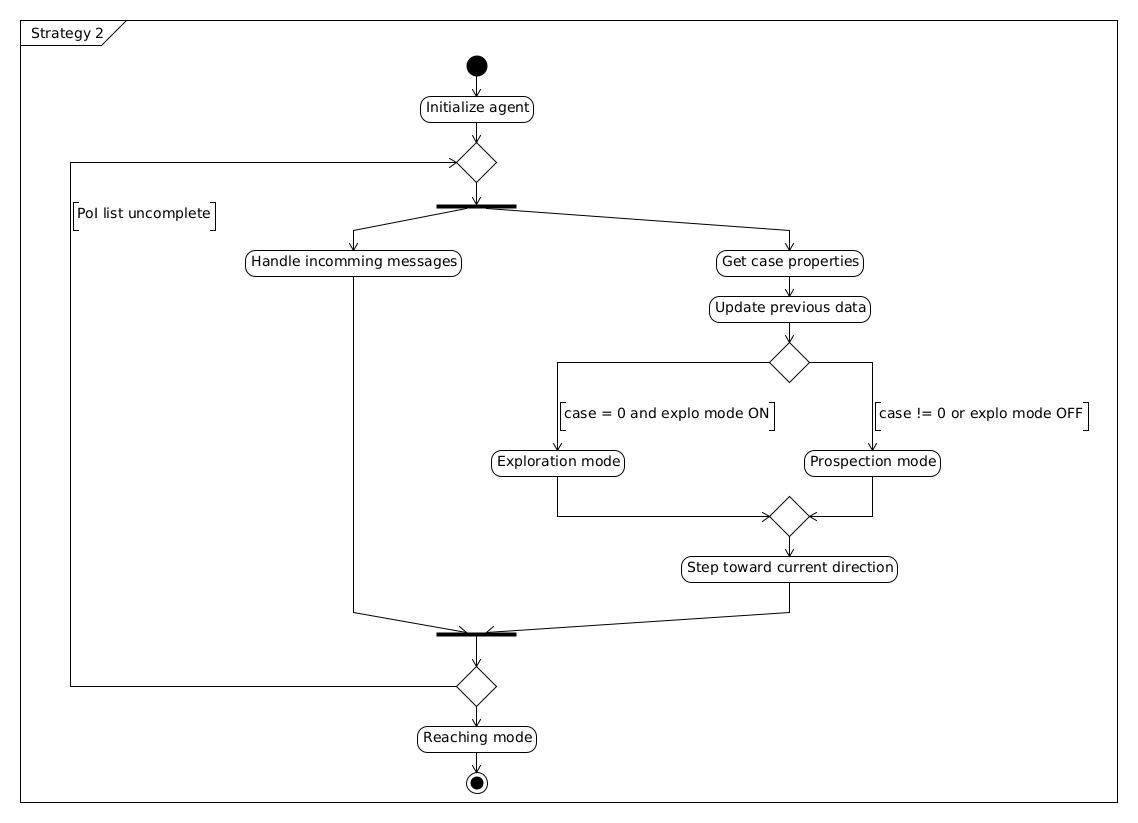 Strategy 2
Initialize agent
[PoI list uncomplete]
Handle incomming messages
Get case properties
Update previous data
[case = 0 and explo mode ON]
[case != 0 or explo mode OFF]
Exploration mode
Prospection mode
Step toward current direction
Reaching mode